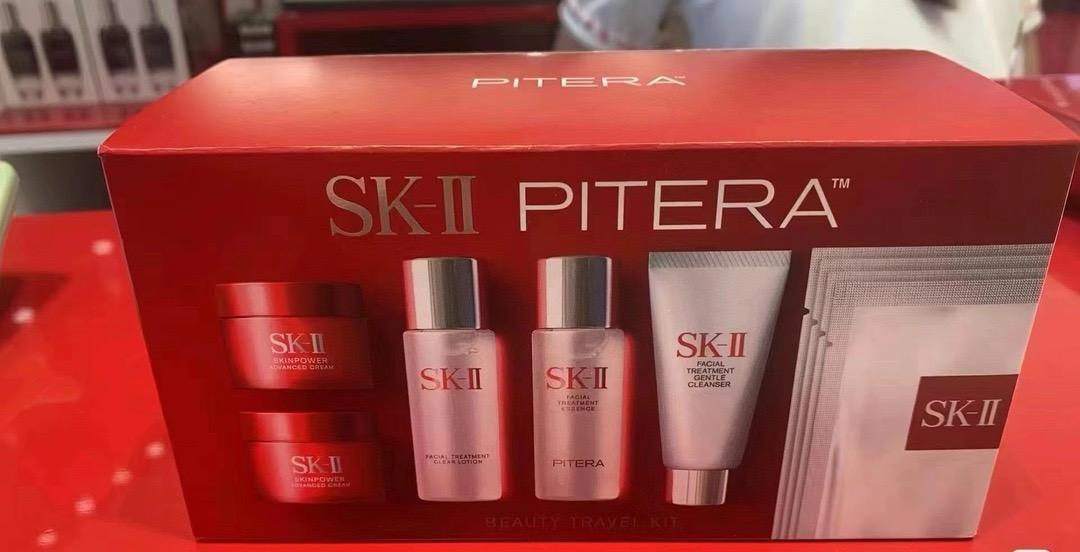 PITERA™
SK-II PITERA™
SK-II
SKINPOWER
ADVANCED CREAM
SK-II
SKINPOWER
ADVANCED CREAM
SK-II
FACIAL TREATMENT
CLEAR LOTION
SK-II
FACIAL
TREATMENT
ESSENCE
PITERA
SK-II
FACIAL
TREATMENT
GENTLE
CLEANSER
SK-II
BEAUTY TRAVEL KIT